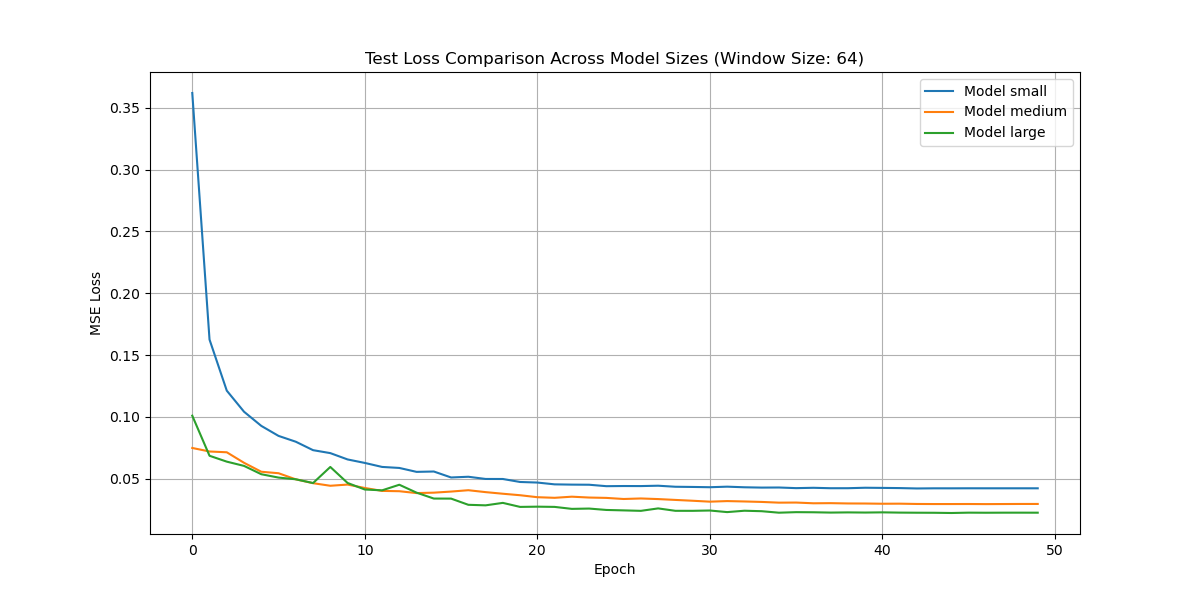 Test Loss Comparison Across Model Sizes (Window Size: 64)
Model small
Model medium
Model large
MSE Loss
0.35
0.30
0.25
0.20
0.15
0.10
0.05
0 10 20 30 40 50
Epoch